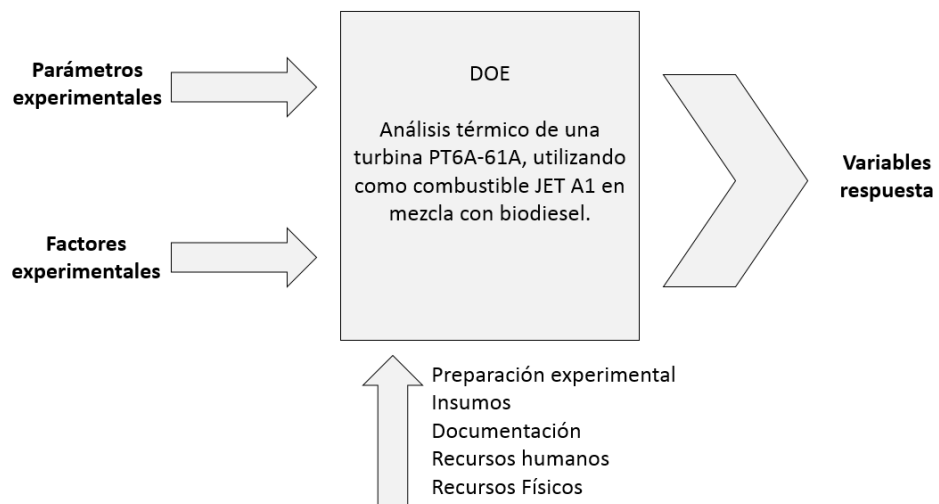 Parámetros
experimentales
Factores
experimentales
DOE
Análisis térmico de una
turbina PT6A-61A, utilizando
como combustible JET A1 en
mezcla con biodiesel.
Variables
respuesta
Preparación experimental
Insumos
Documentación
Recursos humanos
Recursos Físicos